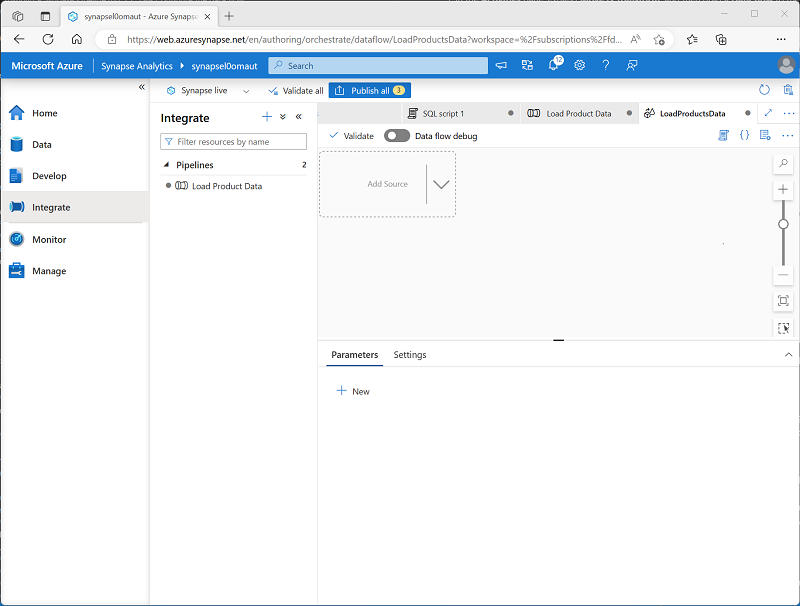 synapsel0omaut - Azure Synapse
https://web.azuresynapse.net/en/authoring/orchestrate/dataflow/LoadProductsData?workspace=%2Fsubscriptions%2Ffd...
Microsoft Azure
Synapse Analytics
synapsel0omaut
Search
12
Synapse live
Validate all
Publish all 3
Home
Data
Develop
Integrate
Monitor
Manage
Integrate
Filter resources by name
Pipelines 2
Load Product Data
SQL script 1
Load Product Data
LoadProductsData
Validate
Data flow debug
Add Source
Parameters
Settings
New